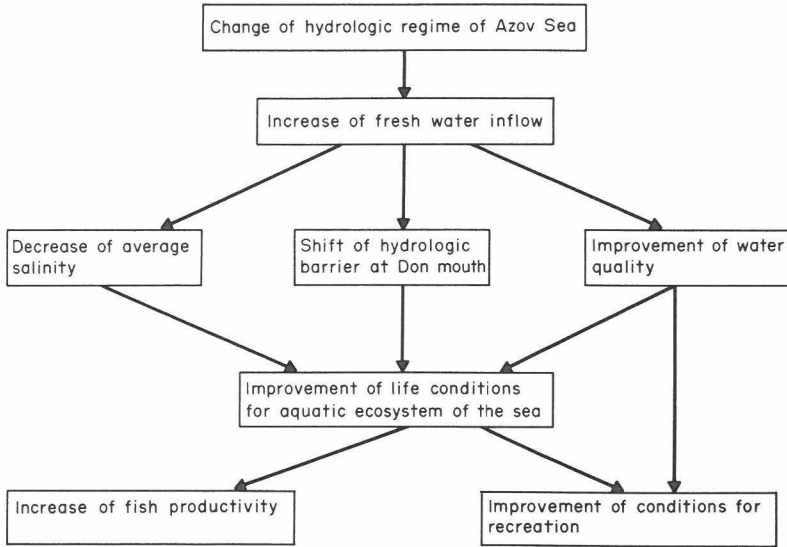 Change of hydrologic regime of Azov Sea
Increase of fresh water inflow
Decrease of average
salinity
Shift of hydrologic
barrier at Don mouth
Improvement of water
quality
Improvement of life conditions
for aquatic ecosystem of the sea
Increase of fish productivity
Improvement of conditions for
recreation